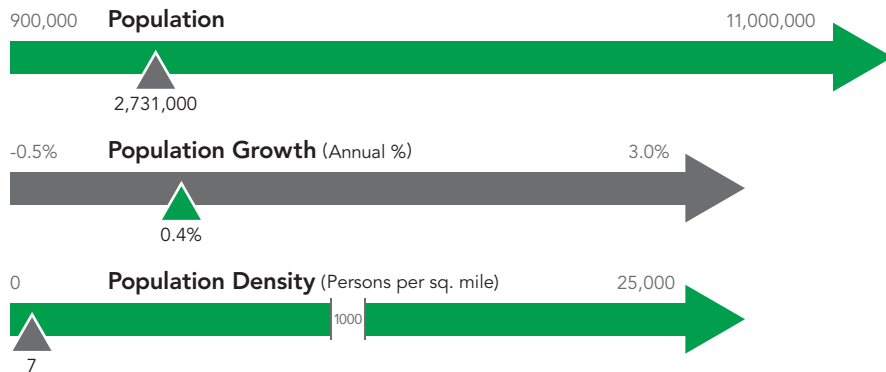 900,000 Population 11,000,000
2,731,000
-0.5% Population Growth (Annual %) 3.0%
0.4%
0 Population Density (Persons per sq. mile) 25,000
1000
7